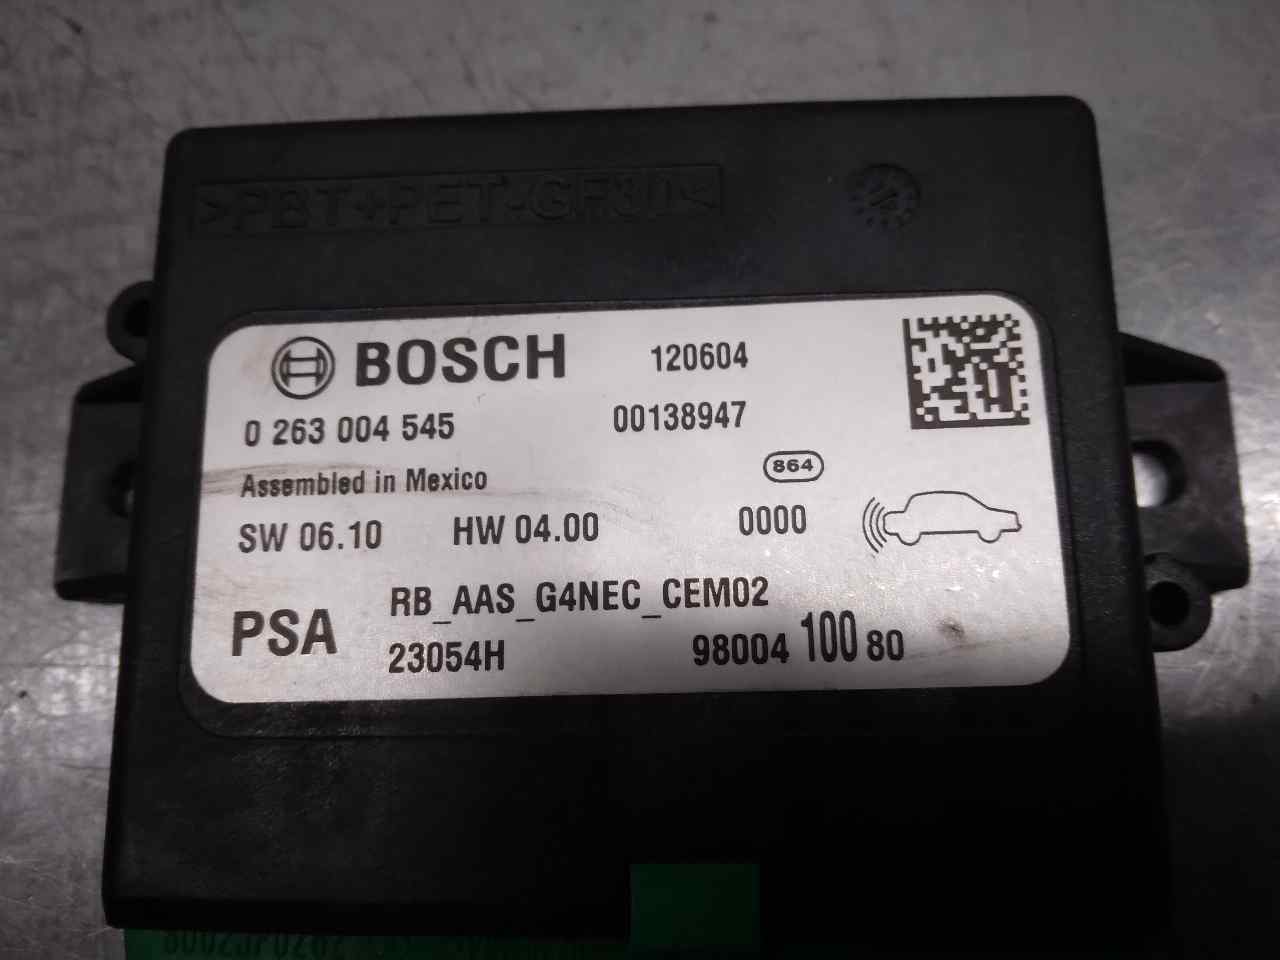 >PBT+PET-GF30<
BOSCH 120604
0 263 004 545 00138947
Assembled in Mexico 864
SW 06.10 HW 04.00 0000
PSA RB_AAS_G4NEC_CEM02
23054H 98004 100 80